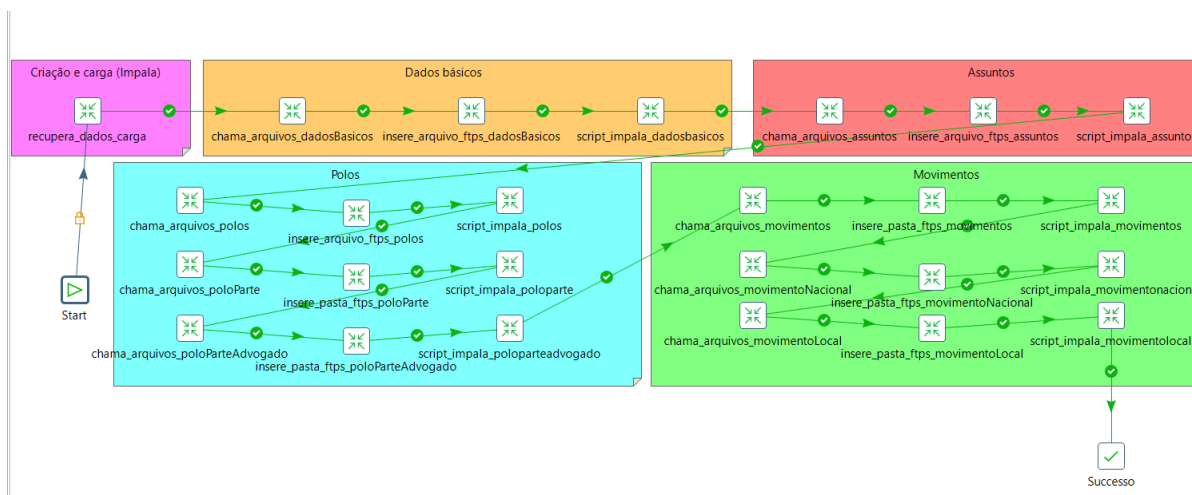 Criação e carga (Impala)
Dados básicos
Assuntos
recupera_dados_carga
chama_arquivos_dadosBasicos
insere_arquivo_ftps_dadosBasicos
script_impala_dadosbasicos
chama_arquivos_assuntos
insere_arquivo_ftps_assuntos
script_impala_assunto
Polos
Movimentos
chama_arquivos_polos
insere_arquivo_ftps_polos
script_impala_polos
chama_arquivos_movimentos
insere_pasta_ftps_movimentos
script_impala_movimentos
chama_arquivos_poloParte
insere_pasta_ftps_poloParte
script_impala_poloparte
chama_arquivos_movimentoNacional
insere_pasta_ftps_movimentoNacional
script_impala_movimentonacional
Start
chama_arquivos_poloParteAdvogado
insere_pasta_ftps_poloParteAdvogado
script_impala_poloparteadvogado
chama_arquivos_movimentoLocal
insere_pasta_ftps_movimentoLocal
script_impala_movimentolocal
Successo